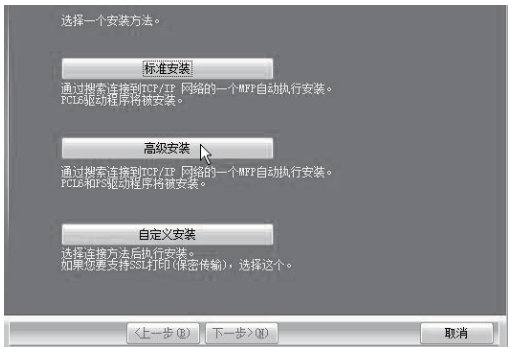 选择一个安装方法。
标准安装
通过搜索连接到TCP/IP 网络的一个MFP自动执行安装。
PCL6驱动程序将被安装。
高级安装
通过搜索连接到TCP/IP 网络的一个MFP自动执行安装。
PCL6和PS驱动程序将被安装。
自定义安装
选择连接方法后执行安装。
如果您要支持SSL打印(保密传输)，选择这个。
<上一步(B) 下一步>(N) 取消